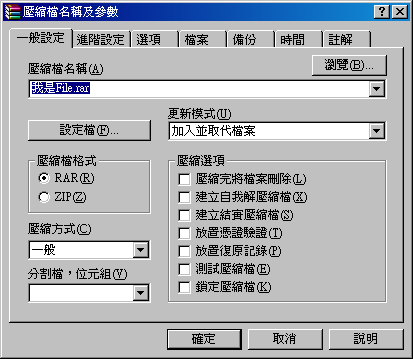 壓縮檔名稱及參數
一般設定 進階設定 選項 檔案 備份 時間 註解
壓縮檔名稱(A)
瀏覽(B)...
我是File.rar
設定檔(F)...
更新模式(U)
加入並取代檔案
壓縮檔格式
RAR(R)
ZIP(Z)
壓縮方式(C)
一般
分割檔，位元組(V)
壓縮選項
壓縮完將檔案刪除(L)
建立自我解壓縮檔(X)
建立結實壓縮檔(S)
放置憑證驗證(T)
放置復原記錄(P)
測試壓縮檔(E)
鎖定壓縮檔(K)
確定 取消 說明